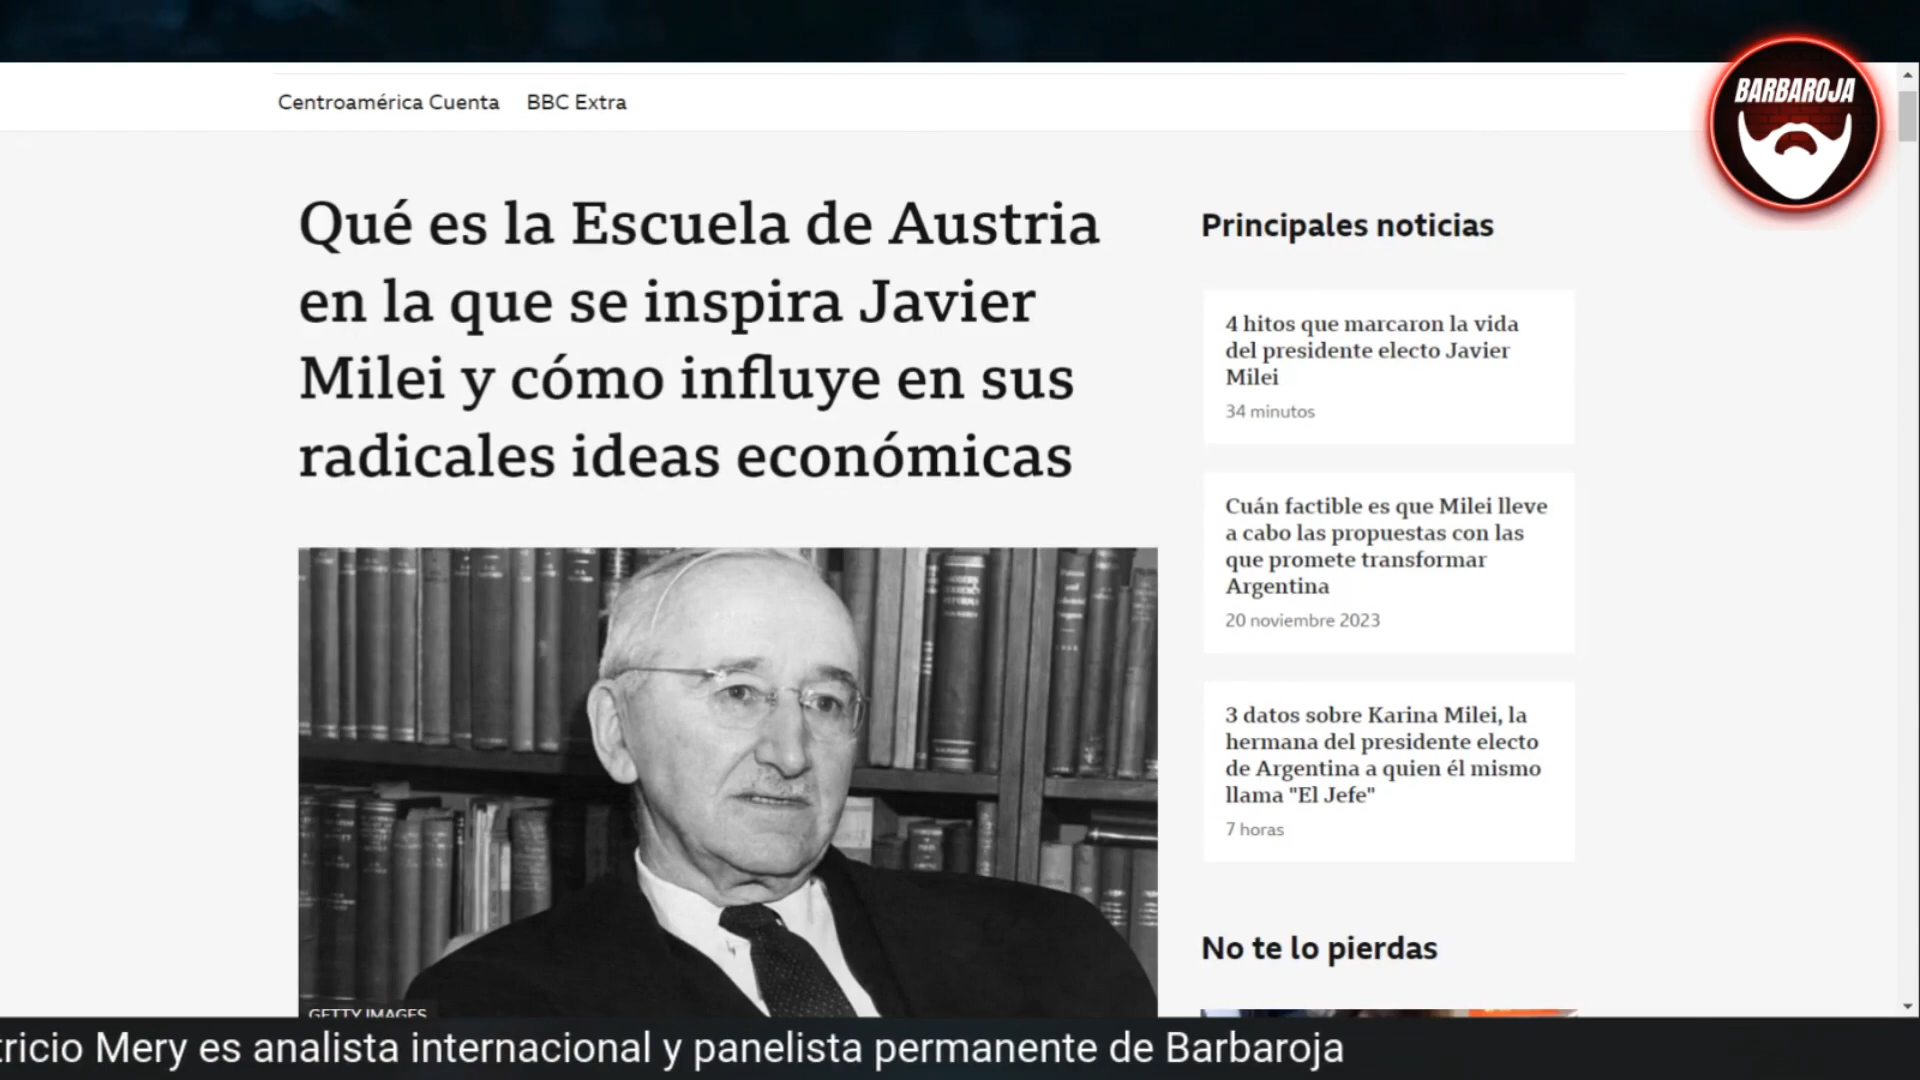 BARBAROJA
Centroamérica Cuenta
BBC Extra
Qué es la Escuela de Austria
en la que se inspira Javier
Milei y cómo influye en sus
radicales ideas económicas
GETTY IMAGES
Principales noticias
4 hitos que marcaron la vida
del presidente electo Javier
Milei
34 minutos
Cuán factible es que Milei lleve
a cabo las propuestas con las
que promete transformar
Argentina
20 noviembre 2023
3 datos sobre Karina Milei, la
hermana del presidente electo
de Argentina a quien él mismo
llama "El Jefe"
7 horas
No te lo pierdas
ricio Mery es analista internacional y panelista permanente de Barbaroja